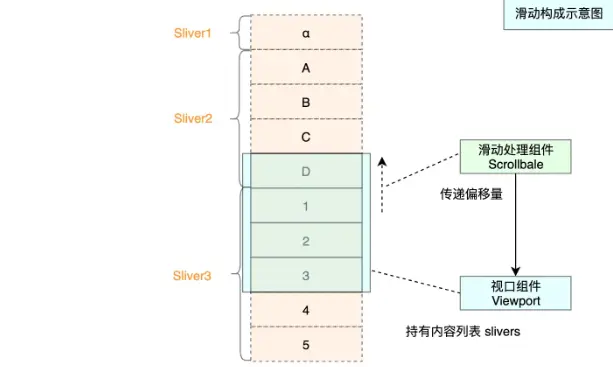 滑动构成示意图
Sliver1
α
A
B
Sliver2
C
D
滑动处理组件
Scrollbale
传递偏移量
1
2
Sliver3
3
视口组件
Viewport
4
持有内容列表 slivers
5